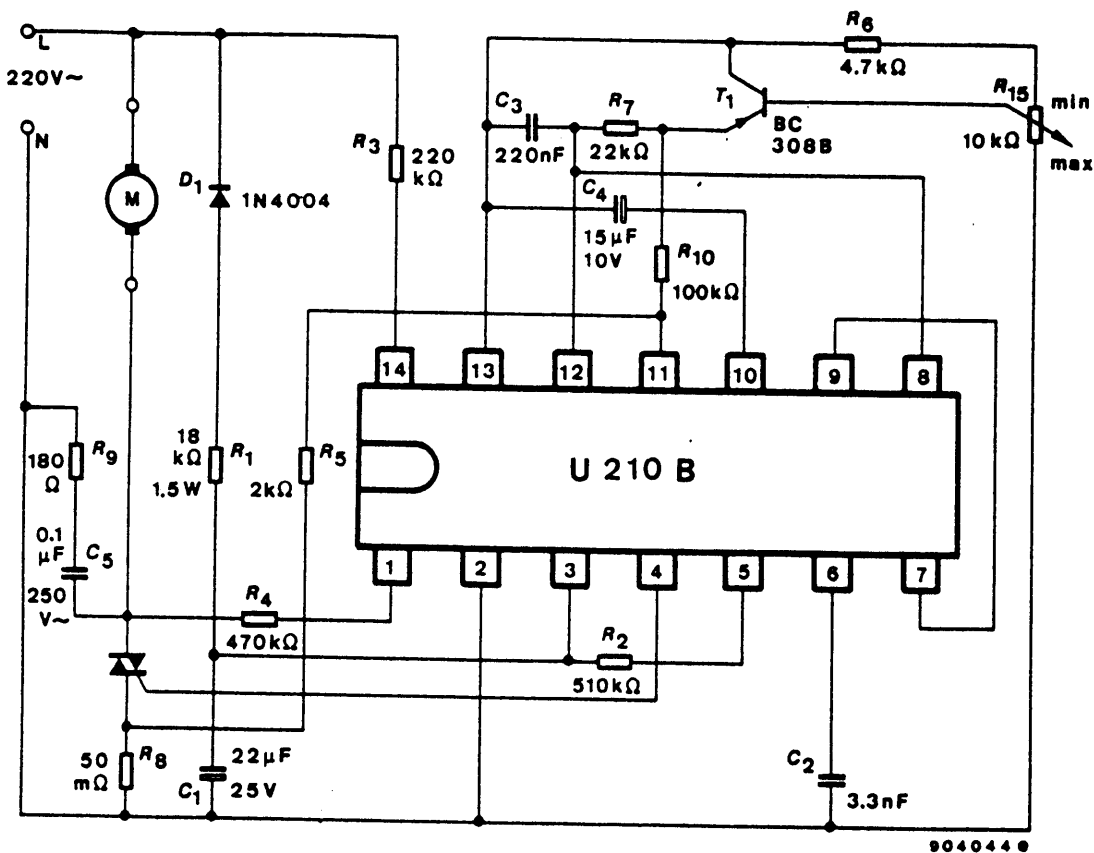 L
220V~
N
M
D1
1N4004
R3
220
kΩ
C3
220nF
R7
22kΩ
T1
BC
308B
R6
4.7kΩ
R15
10kΩ
min
max
C4
15µF
10V
R10
100kΩ
14
13
12
11
10
9
8
U 210 B
1
2
3
4
5
6
7
R9
180
Ω
0.1
µF
C5
250
V~
18
kΩ
R1
1.5W
R5
2kΩ
R4
470kΩ
R2
510kΩ
R8
50
mΩ
22µF
C1
25V
C2
3.3nF
904044e